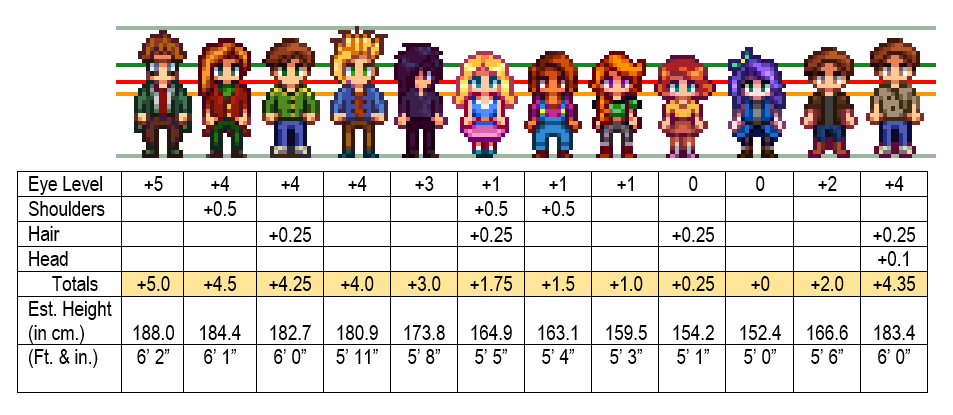 Eye Level +5 +4 +4 +4 +3 +1 +1 +1 0 0 +2 +4
Shoulders +0.5 +0.5 +0.5
Hair +0.25 +0.25 +0.25 +0.25
Head +0.1
Totals +5.0 +4.5 +4.25 +4.0 +3.0 +1.75 +1.5 +1.0 +0.25 +0 +2.0 +4.35
Est. Height
(in cm.) 188.0 184.4 182.7 180.9 173.8 164.9 163.1 159.5 154.2 152.4 166.6 183.4
(Ft. & in.) 6’ 2” 6’ 1” 6’ 0” 5’ 11” 5’ 8” 5’ 5” 5’ 4” 5’ 3” 5’ 1” 5’ 0” 5’ 6” 6’ 0”